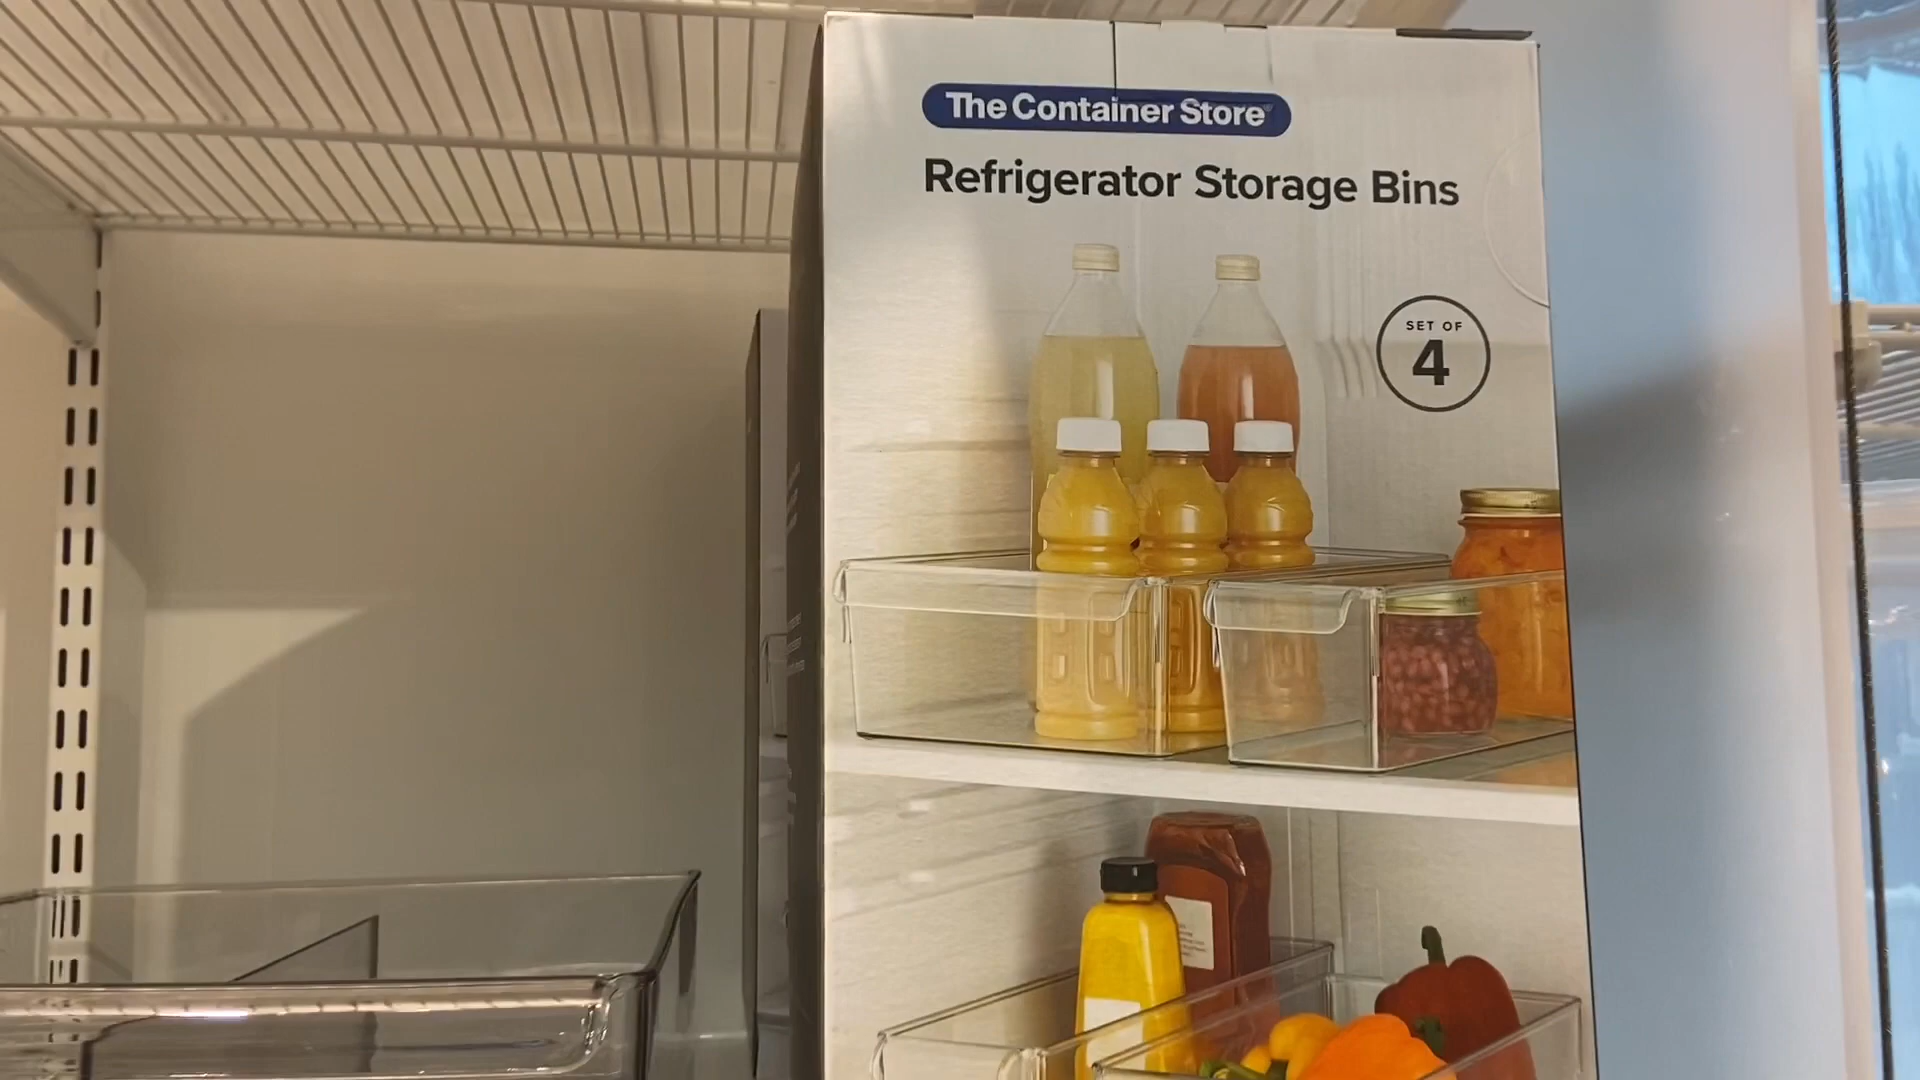 The Container Store
Refrigerator Storage Bins
SET OF
4